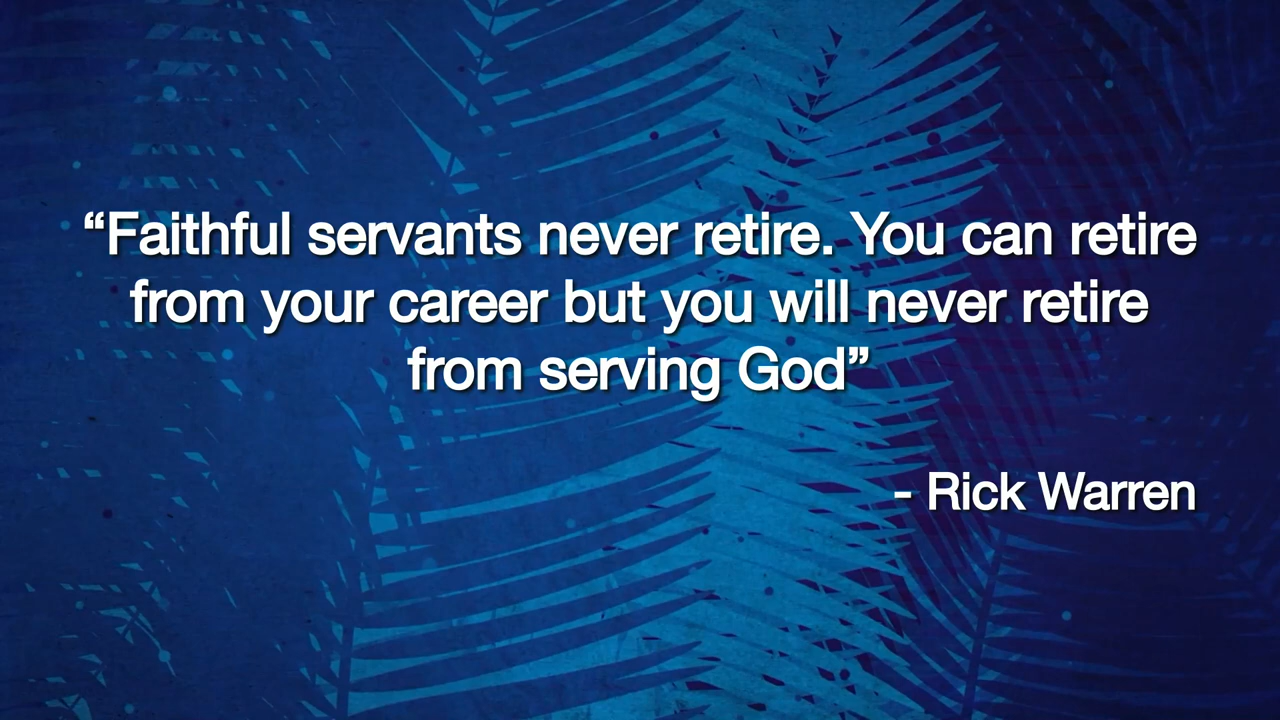 “Faithful servants never retire. You can retire
from your career but you will never retire
from serving God”
- Rick Warren